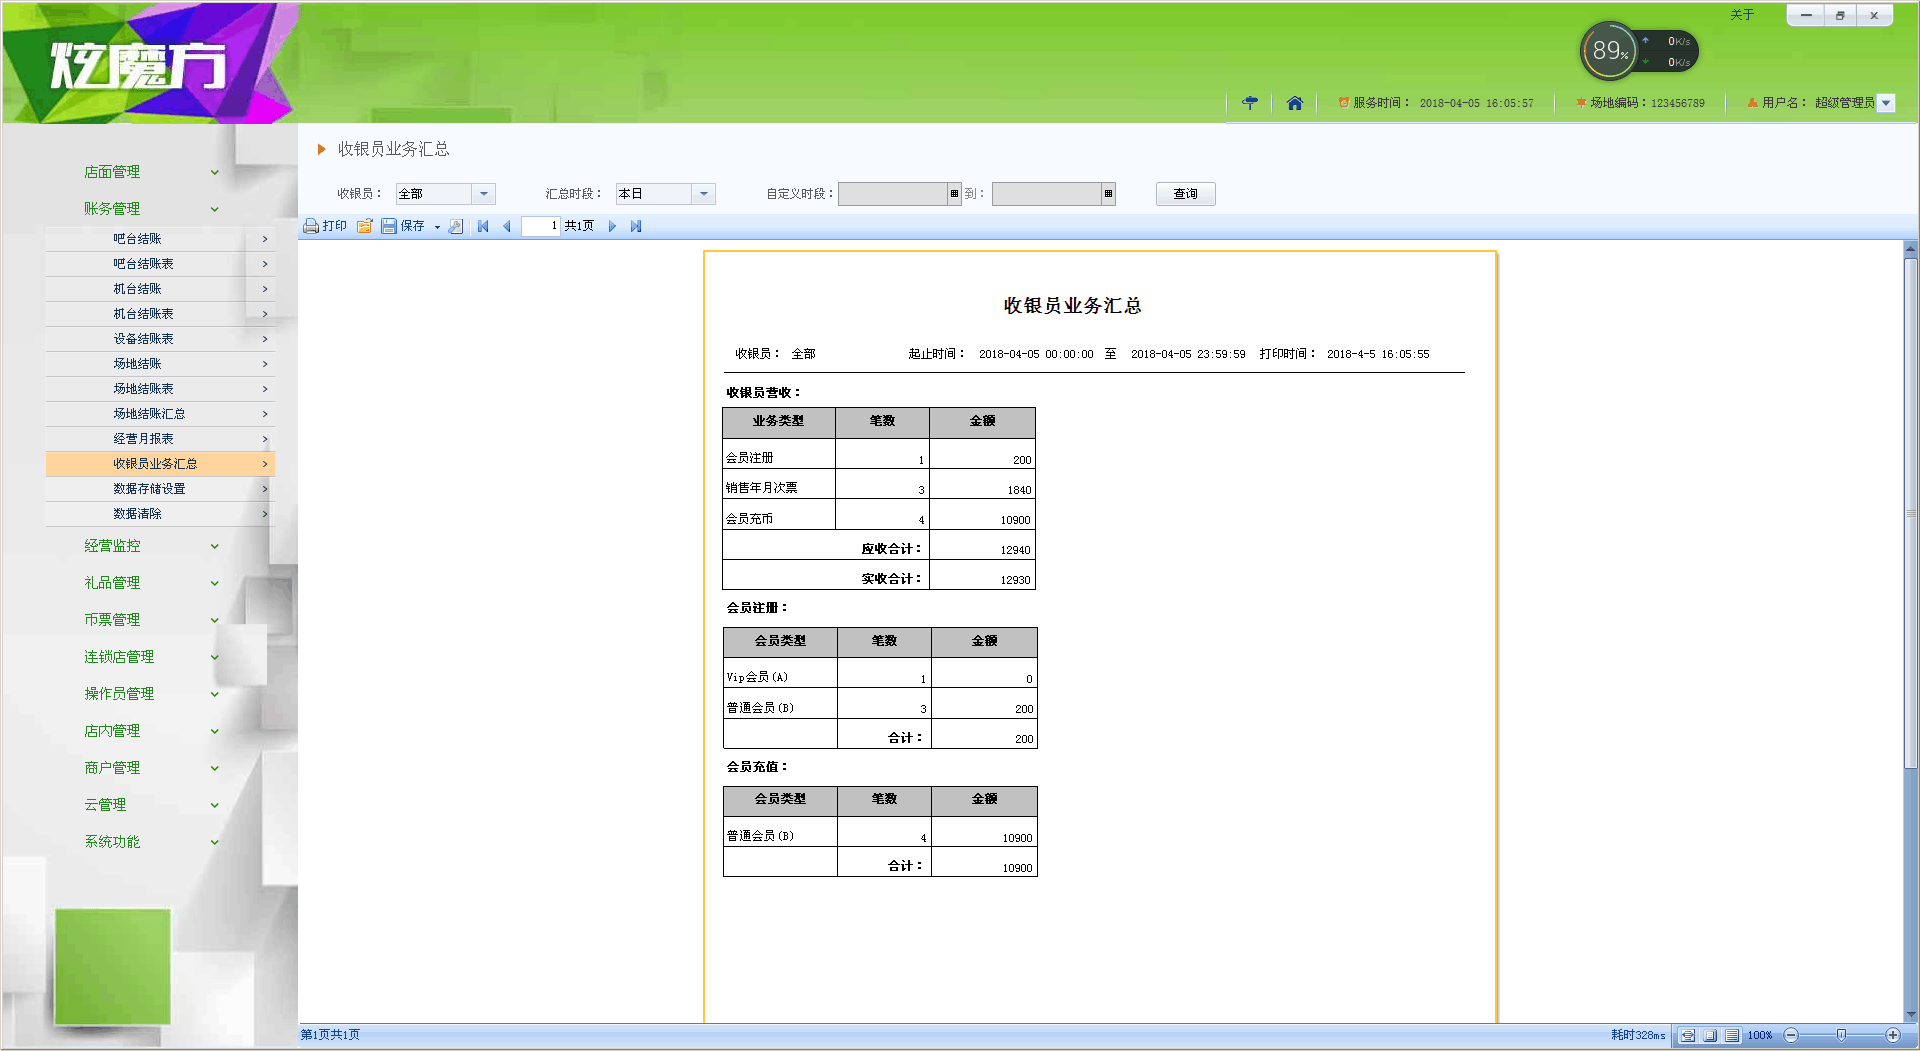 炫魔方
关于
89%
0K/s
0K/s
服务时间： 2018-04-05 16:05:57
场地编码：123456789
用户名： 超级管理员
店面管理
账务管理
吧台结账
吧台结账表
机台结账
机台结账表
设备结账表
场地结账
场地结账表
场地结账汇总
经营月报表
收银员业务汇总
数据存储设置
数据清除
经营监控
礼品管理
币票管理
连锁店管理
操作员管理
店内管理
商户管理
云管理
系统功能
收银员业务汇总
收银员： 全部 汇总时段： 本日 自定义时段： 到： 查询
打印 保存 1 共1页
收银员业务汇总
收银员： 全部 起止时间： 2018-04-05 00:00:00 至 2018-04-05 23:59:59 打印时间： 2018-4-5 16:05:55
收银员营收：
业务类型 笔数 金额
会员注册 1 200
销售年月次票 3 1840
会员充币 4 10900
应收合计： 12940
实收合计： 12930
会员注册：
会员类型 笔数 金额
Vip会员(A) 1 0
普通会员(B) 3 200
合计： 200
会员充值：
会员类型 笔数 金额
普通会员(B) 4 10900
合计： 10900
第1页共1页
耗时328ms 100%